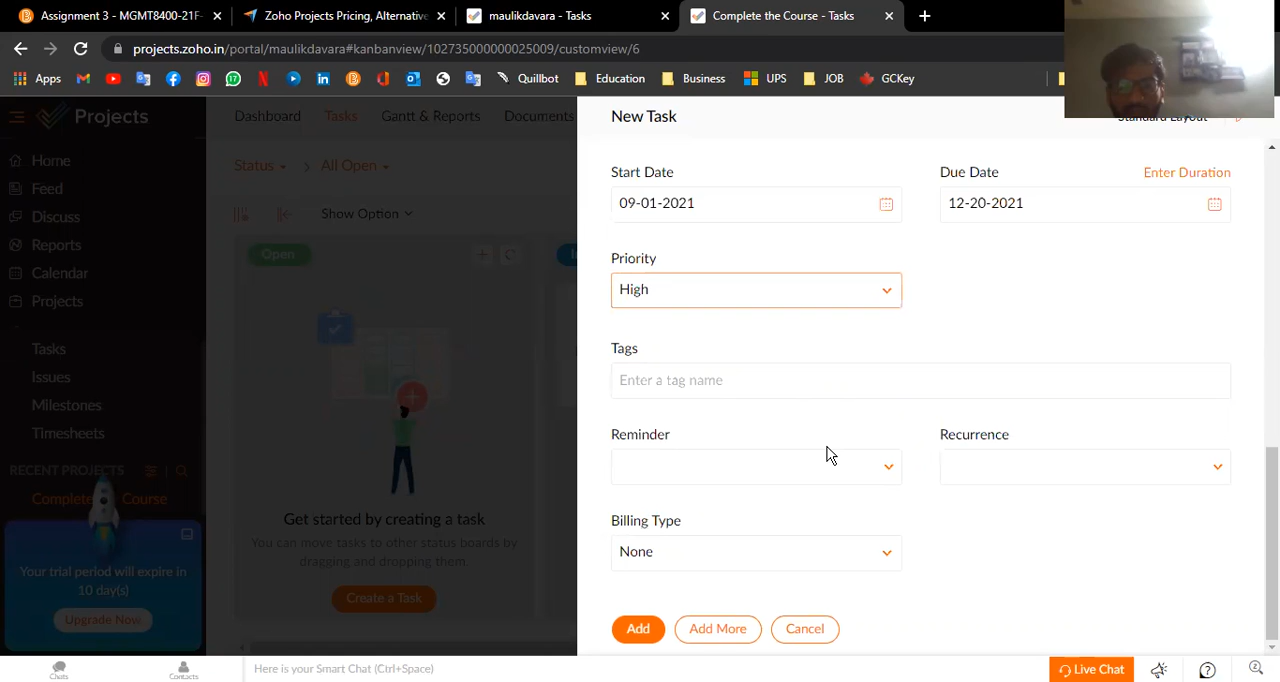 Assignment 3 - MGMT8400-21F- Zoho Projects Pricing, Alternative maulikdavara - Tasks Complete the Course - Tasks
projects.zoho.in/portal/maulikdavara#kanbanview/102735000000025009/customview/6
Apps Quillbot Education Business UPS JOB GCKey
Projects Dashboard Tasks Gantt & Reports Documents New Task Standard Layout
Home Status All Open
Feed
Discuss Show Option
Reports Open
Calendar
Projects
Tasks
Issues
Milestones
Timesheets
RECENT PROJECTS
Complete Course
Your trial period will expire in
10 day(s)
Upgrade Now
Get started by creating a task
You can move tasks to other status boards by
dragging and dropping them.
Create a Task
Start Date Due Date Enter Duration
09-01-2021 12-20-2021
Priority
High
Tags
Enter a tag name
Reminder Recurrence
Billing Type
None
Add Add More Cancel
Chats Contacts Here is your Smart Chat (Ctrl+Space) Live Chat